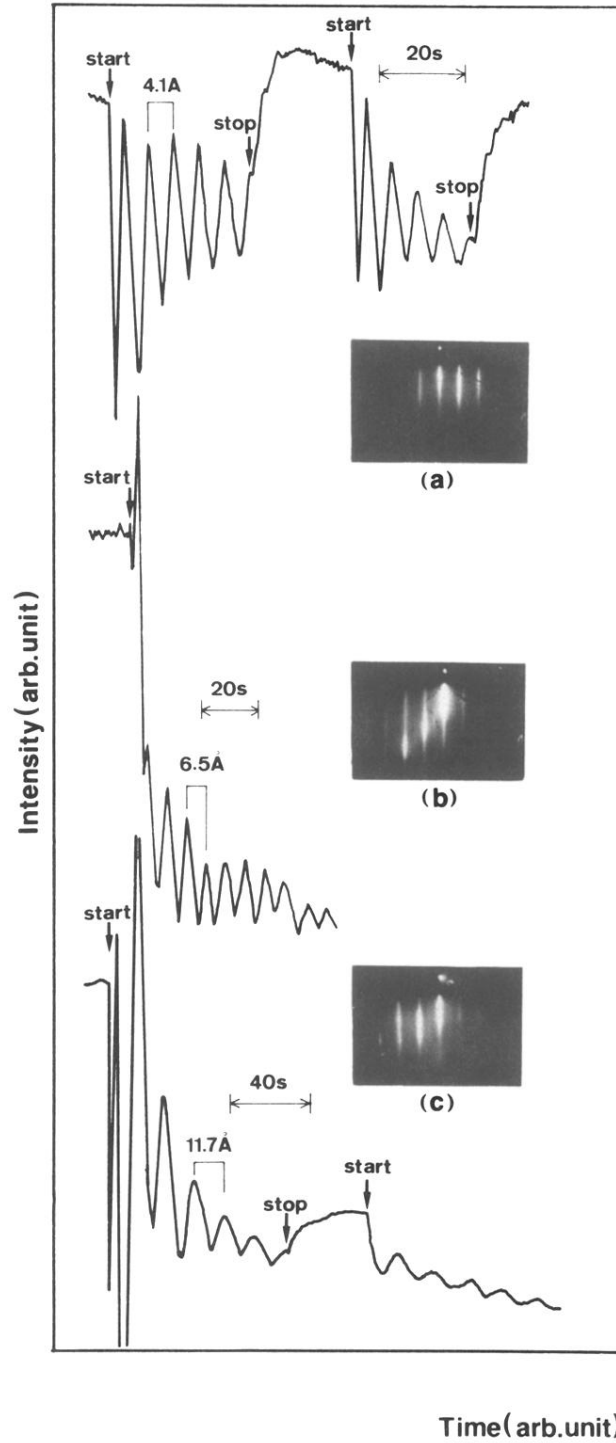 start
start
20s
4.1Å
stop
stop
(a)
start
Intensity(arb.unit)
20s
6.5Å
(b)
start
40s
(c)
11.7Å
start
stop
Time(arb.unit)